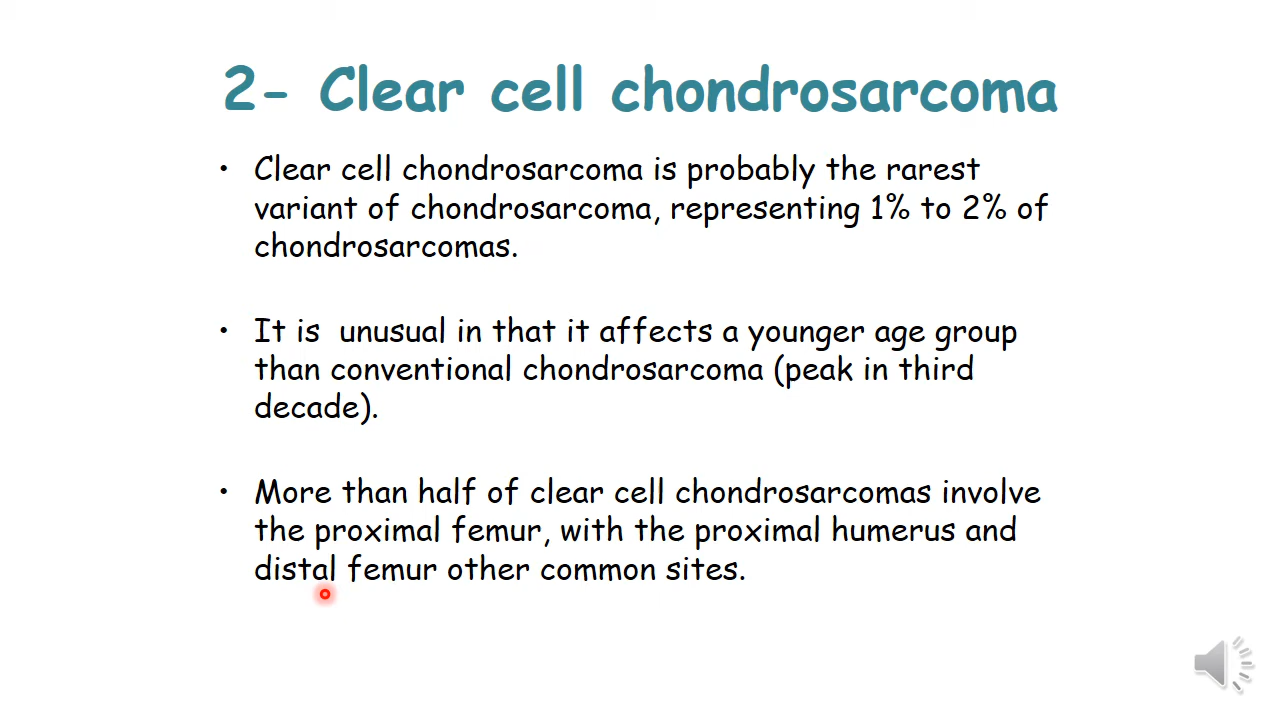 2- Clear cell chondrosarcoma
• Clear cell chondrosarcoma is probably the rarest
variant of chondrosarcoma, representing 1% to 2% of
chondrosarcomas.
• It is  unusual in that it affects a younger age group
than conventional chondrosarcoma (peak in third
decade).
• More than half of clear cell chondrosarcomas involve
the proximal femur, with the proximal humerus and
distal femur other common sites.